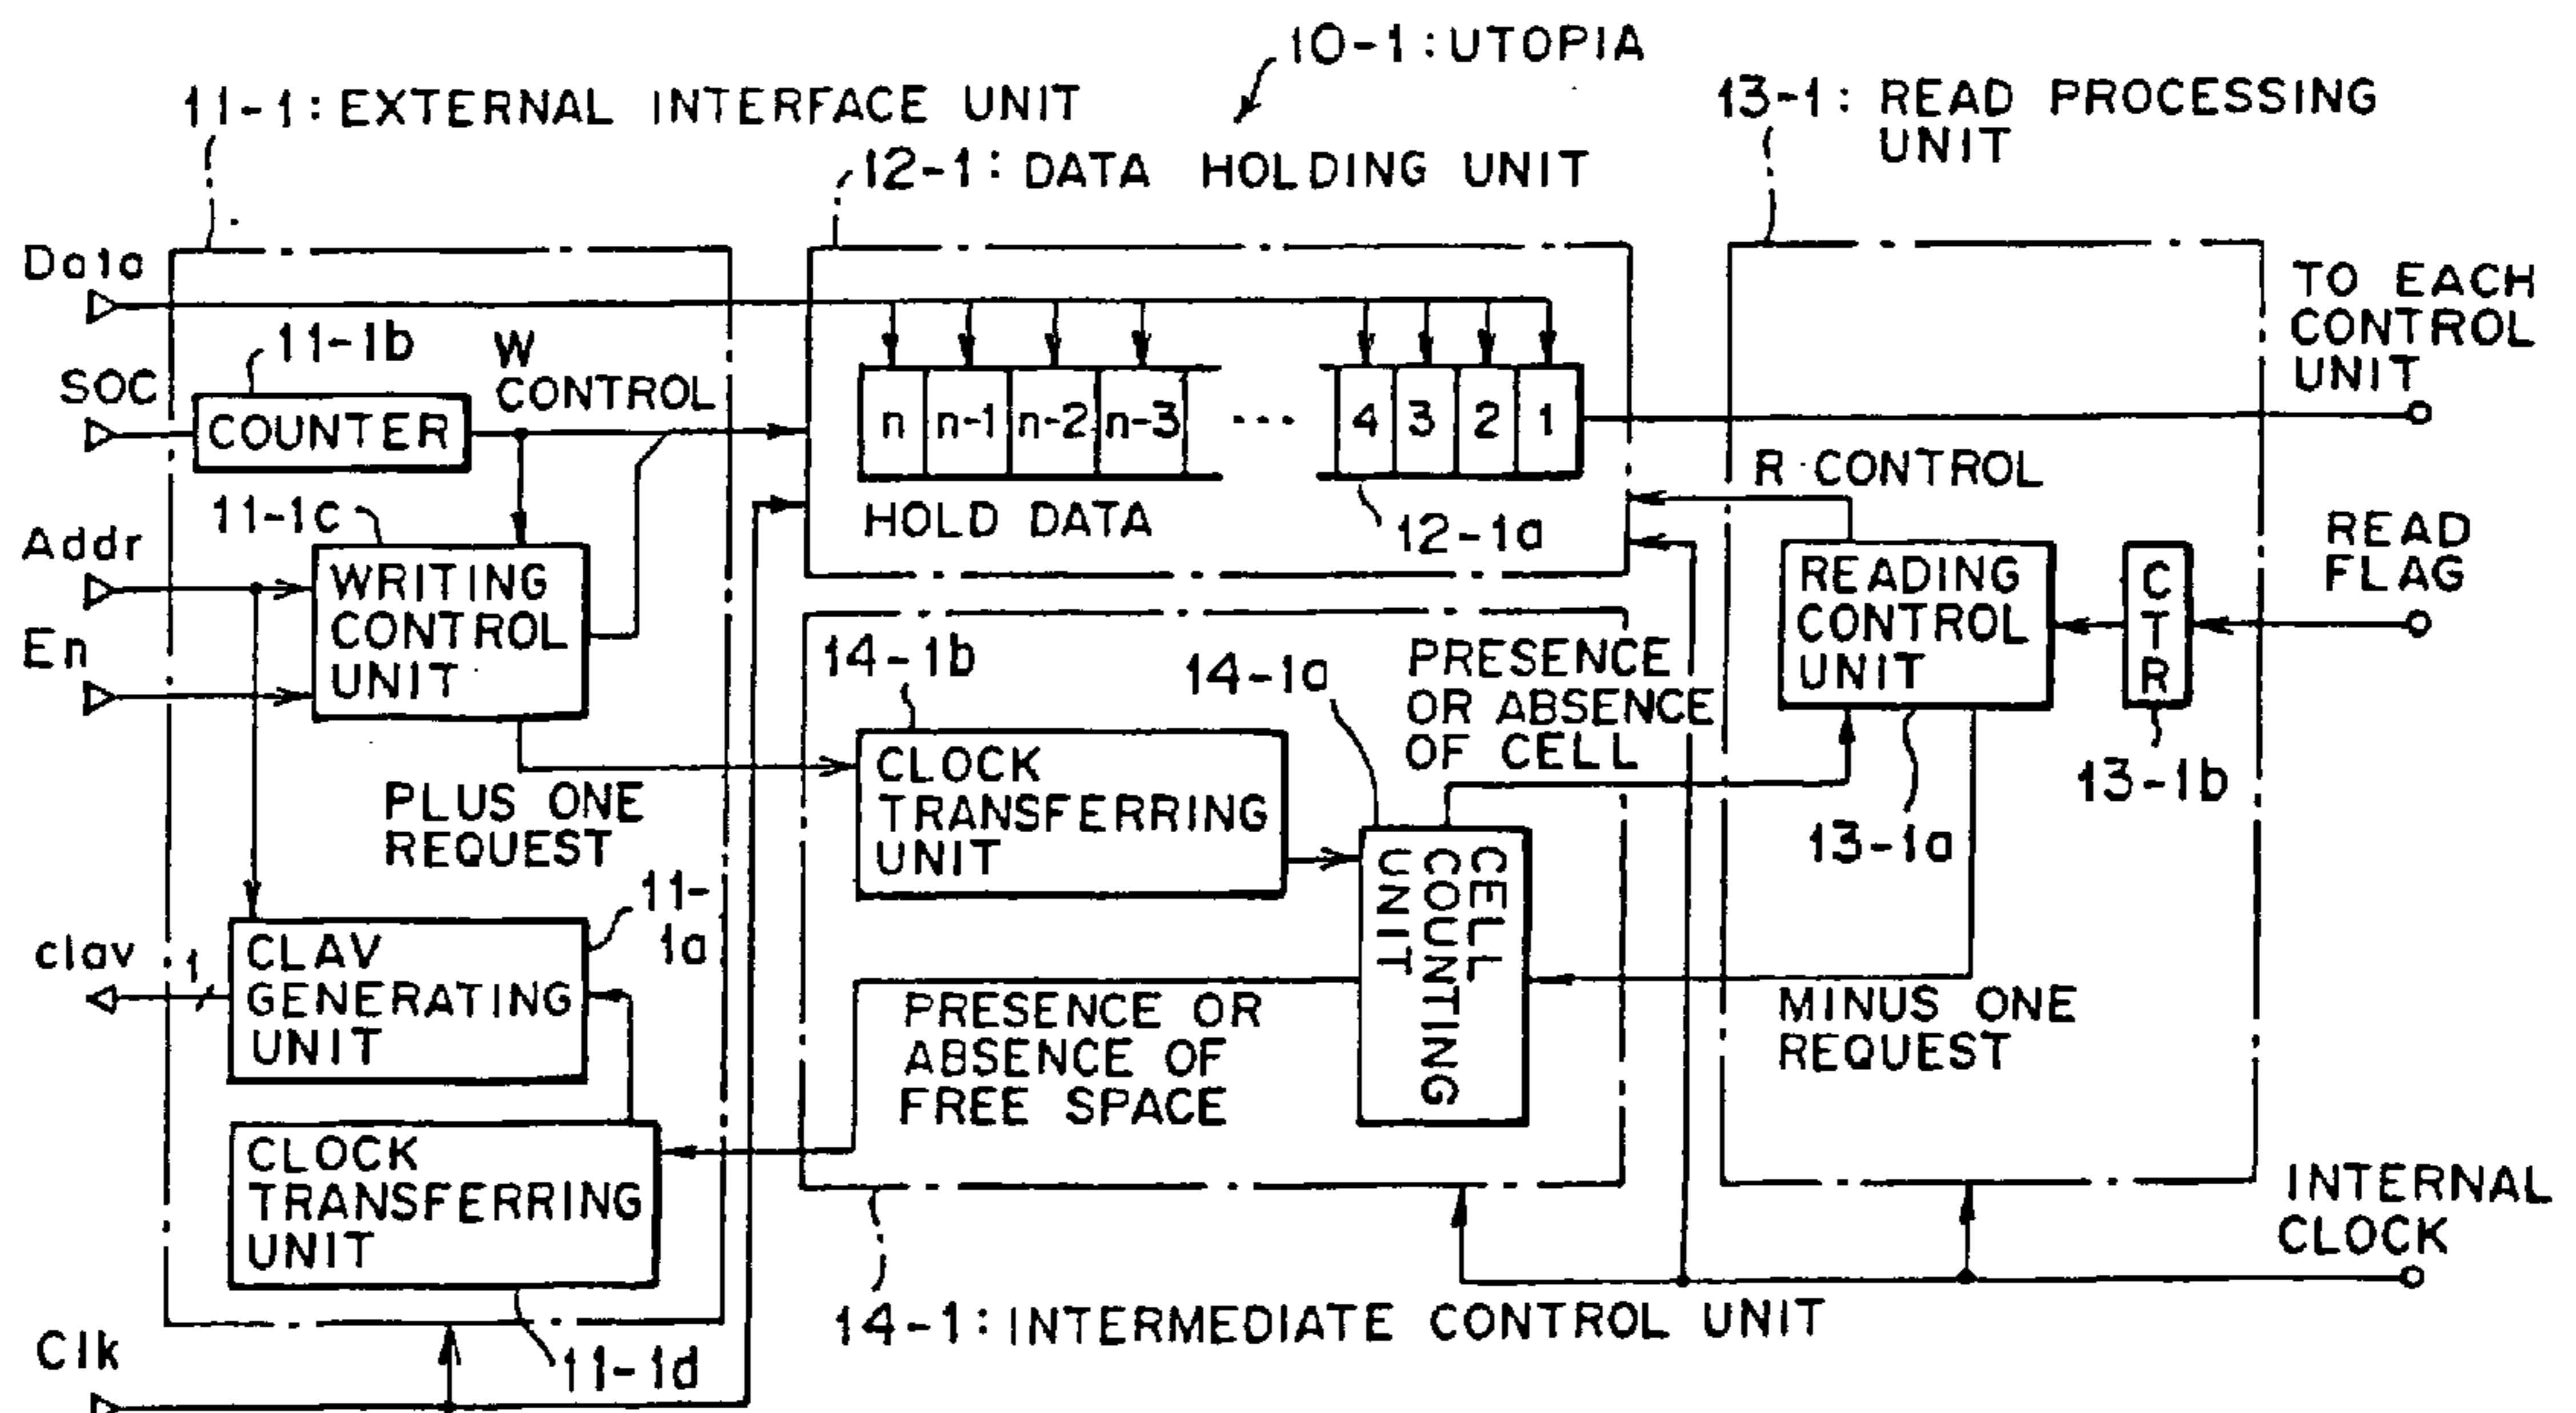 10-1: UTOPIA
11-1: EXTERNAL INTERFACE UNIT
13-1: READ PROCESSING
UNIT
12-1: DATA HOLDING UNIT
Data
TO EACH
CONTROL
UNIT
11-1b
W
CONTROL
SOC
COUNTER
n n-1 n-2 n-3 ··· 4 3 2 1
R CONTROL
11-1c
HOLD DATA
12-1a
Addr
READ
FLAG
WRITING
CONTROL
UNIT
READING
CONTROL
UNIT
CTR
En
14-1b
14-1a
PRESENCE
OR ABSENCE
OF CELL
CLOCK
TRANSFERRING
UNIT
13-1b
PLUS ONE
REQUEST
13-1a
CELL
COUNTING
UNIT
11-
1a
clav
1
CLAV
GENERATING
UNIT
PRESENCE OR
ABSENCE OF
FREE SPACE
MINUS ONE
REQUEST
CLOCK
TRANSFERRING
UNIT
INTERNAL
CLOCK
14-1: INTERMEDIATE CONTROL UNIT
Clk
11-1d